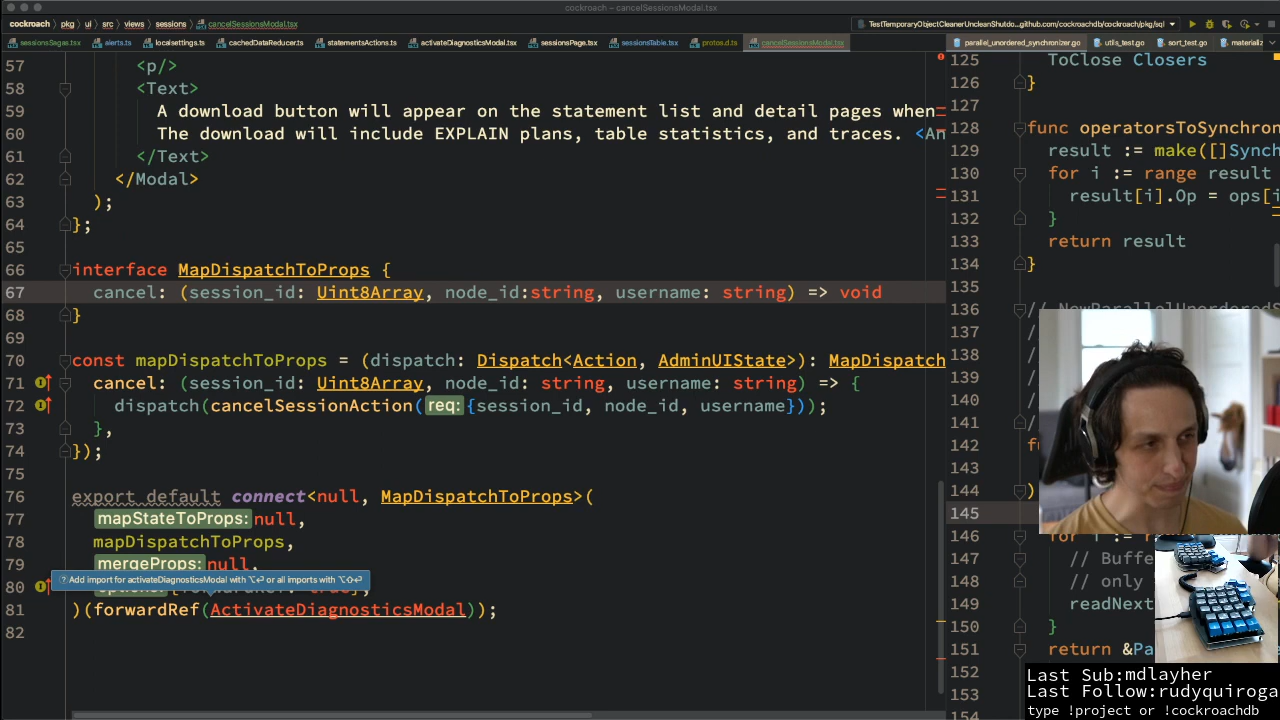 cockroach – cancelSessionsModal.tsx
cockroach › pkg › ui › src › views › sessions › cancelSessionsModal.tsx
TestTemporaryObjectCleanerUncleanShutdo...github.com/cockroachdb/cockroach/pkg/sql
sessionsSagas.tsx alerts.ts localsettings.ts cachedDataReducer.ts statementsActions.ts activateDiagnosticsModal.tsx sessionsPage.tsx sessionsTable.tsx protos.d.ts cancelSessionsModal.tsx
parallel_unordered_synchronizer.go utils_test.go sort_test.go
57 <p/>
58 <Text>
59 A download button will appear on the statement list and detail pages when
60 The download will include EXPLAIN plans, table statistics, and traces. <An
61 </Text>
62 </Modal>
63 );
64 };
65
66 interface MapDispatchToProps {
67 cancel: (session_id: Uint8Array, node_id:string, username: string) => void
68 }
69
70 const mapDispatchToProps = (dispatch: Dispatch<Action, AdminUIState>): MapDispatch
71 cancel: (session_id: Uint8Array, node_id: string, username: string) => {
72 dispatch(cancelSessionAction( req: {session_id, node_id, username}));
73 },
74 });
75
76 export default connect<null, MapDispatchToProps>(
77 mapStateToProps: null,
78 mapDispatchToProps,
79 mergeProps: null,
Add import for activateDiagnosticsModal with ⌥⏎ or all imports with ⌥⇧⏎
80
81 )(forwardRef(ActivateDiagnosticsModal));
82
125 ToClose Closers
126 }
127
128 func operatorsToSynchron
129 result := make([]Synch
130 for i := range result
131 result[i].Op = ops[i
132 }
133 return result
134 }
135
136
137 //
138 //
139 //
140 //
141 //
142
143
144 )
145
146
147 // Buffe
148 // only
149 readNext
150 }
151 return &Pa
152
153
154
Last Sub:mdlayher
Last Follow:rudyquiroga
type !project or !cockroachdb